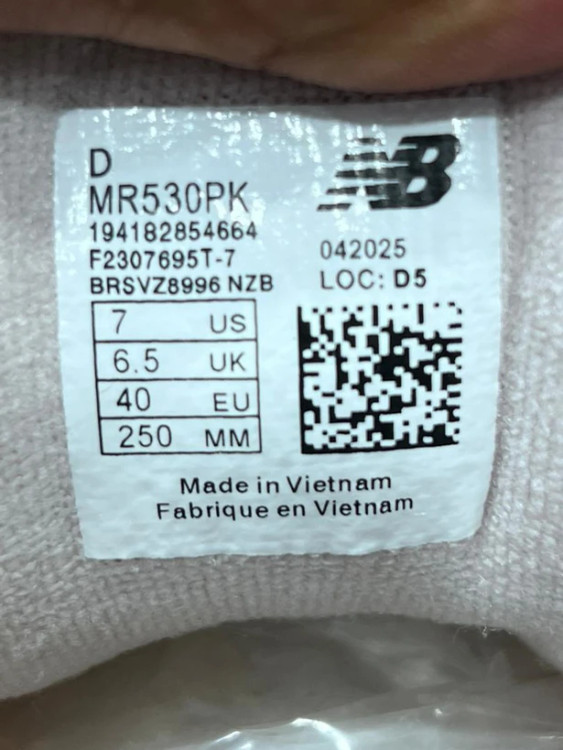 D
MR530PK
194182854664
F2307695T-7
BRSVZ8996 NZB
NB
042025
LOC: D5
7 US
6.5 UK
40 EU
250 MM
Made in Vietnam
Fabrique en Vietnam